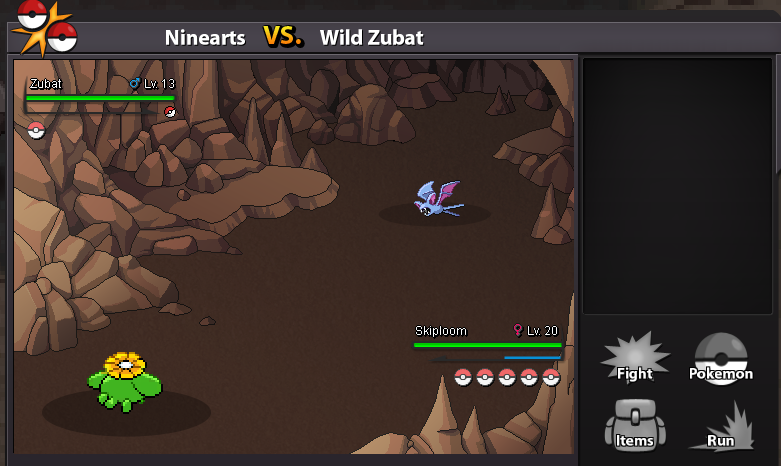 Ninearts VS. Wild Zubat
Zubat ♂ Lv. 13
Skiploom ♀ Lv. 20
Fight
Pokemon
Items
Run